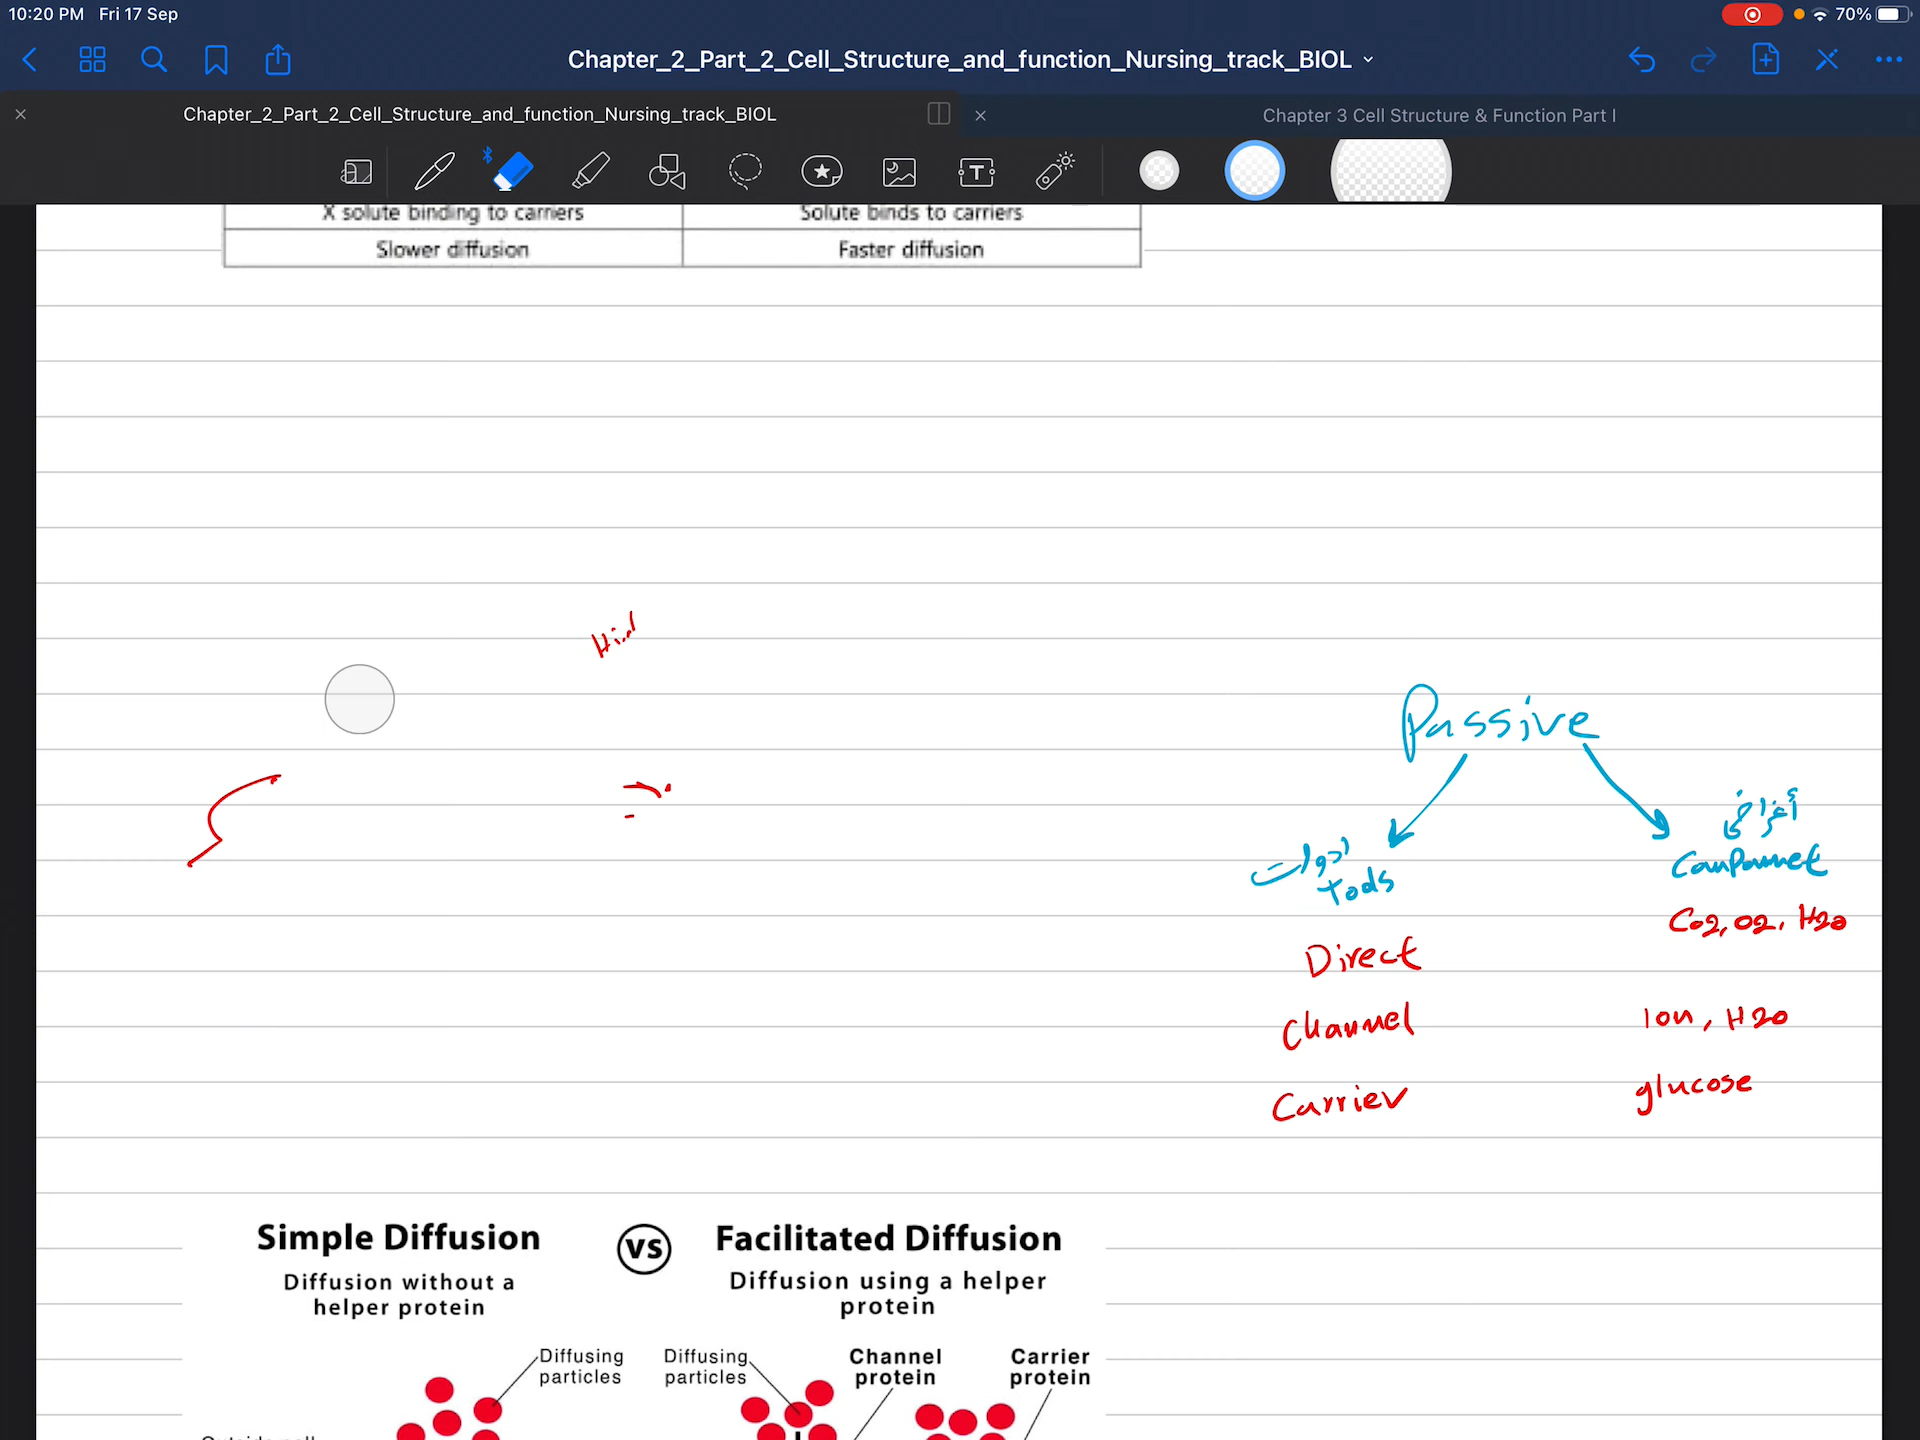 10:20 PM Fri 17 Sep
70%
Chapter_2_Part_2_Cell_Structure_and_function_Nursing_track_BIOL
Chapter_2_Part_2_Cell_Structure_and_function_Nursing_track_BIOL
Chapter 3 Cell Structure & Function Part I
X solute binding to carriers Solute binds to carriers
Slower diffusion Faster diffusion
Passive
أغراض
ادوات
Conponnet
Tools
Co2, O2, H2o
Direct
Channel
Ion, H2o
Carrier
glucose
Simple Diffusion VS Facilitated Diffusion
Diffusion without a
helper protein
Diffusion using a helper
protein
Diffusing
particles
Diffusing
particles
Channel
protein
Carrier
protein